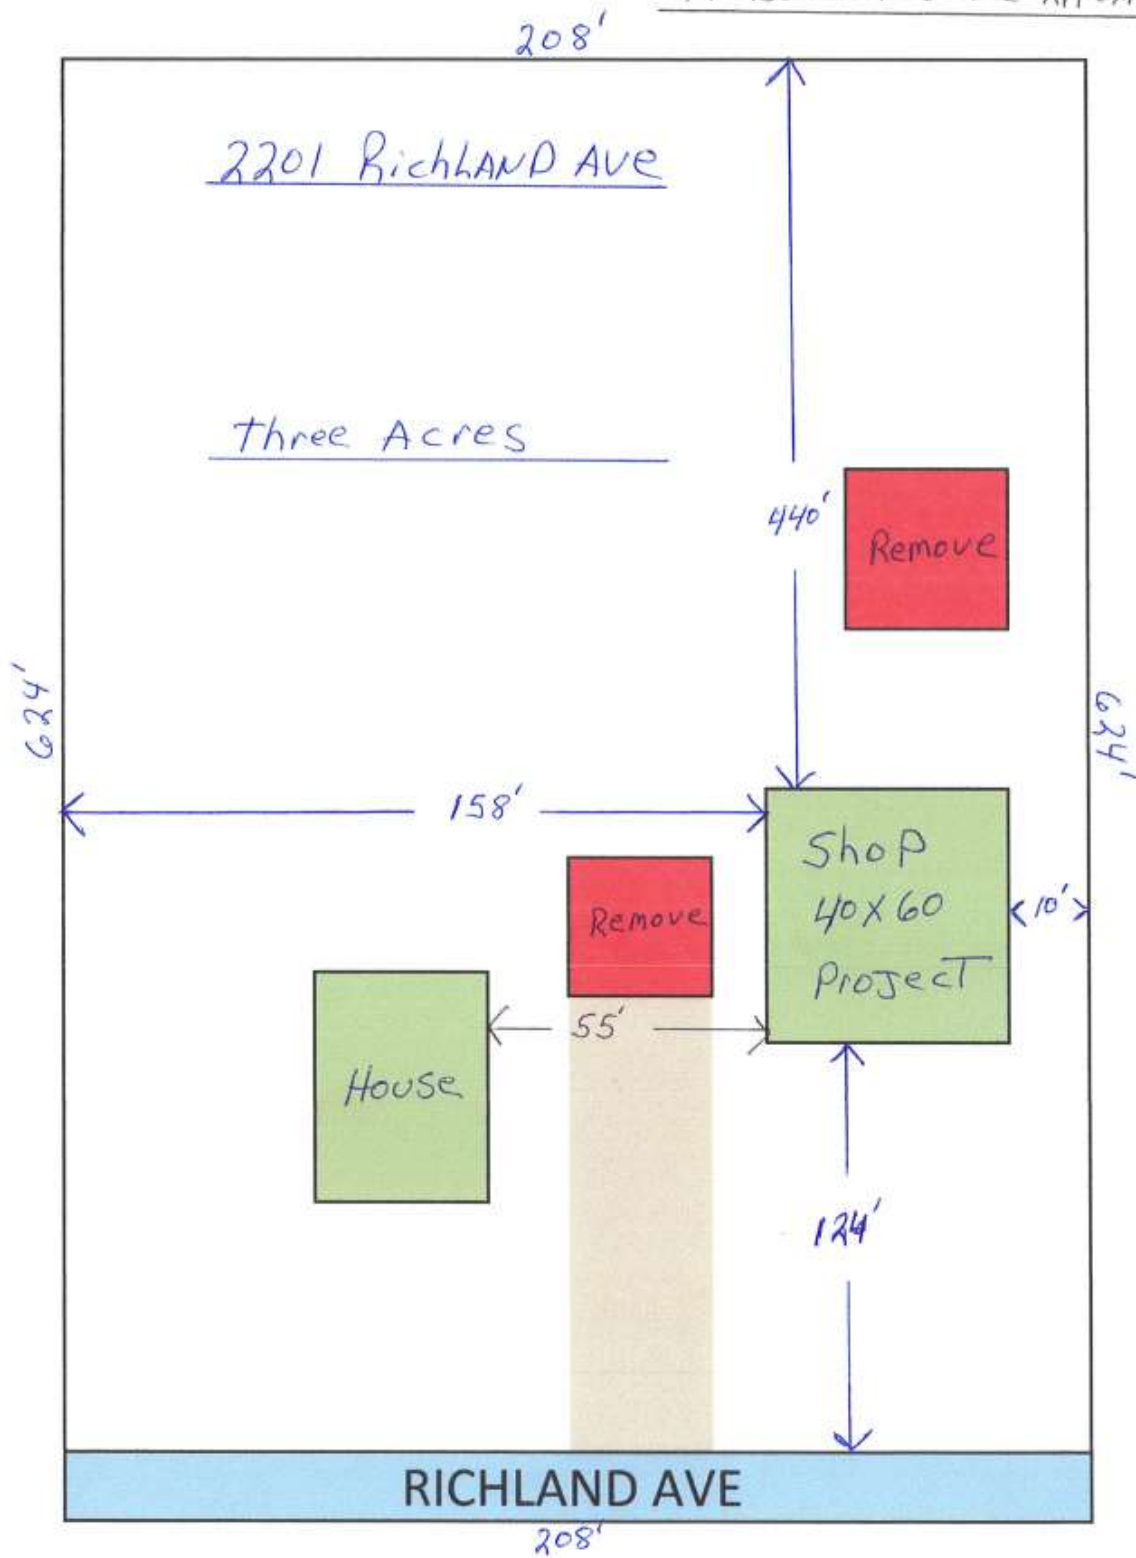 208'
2201 RichLAND AVe
Three Acres
440'
Remove
624'
624'
158'
ShoP
40X60
ProJecT
10'
Remove
55'
House
124'
RICHLAND AVE
208'